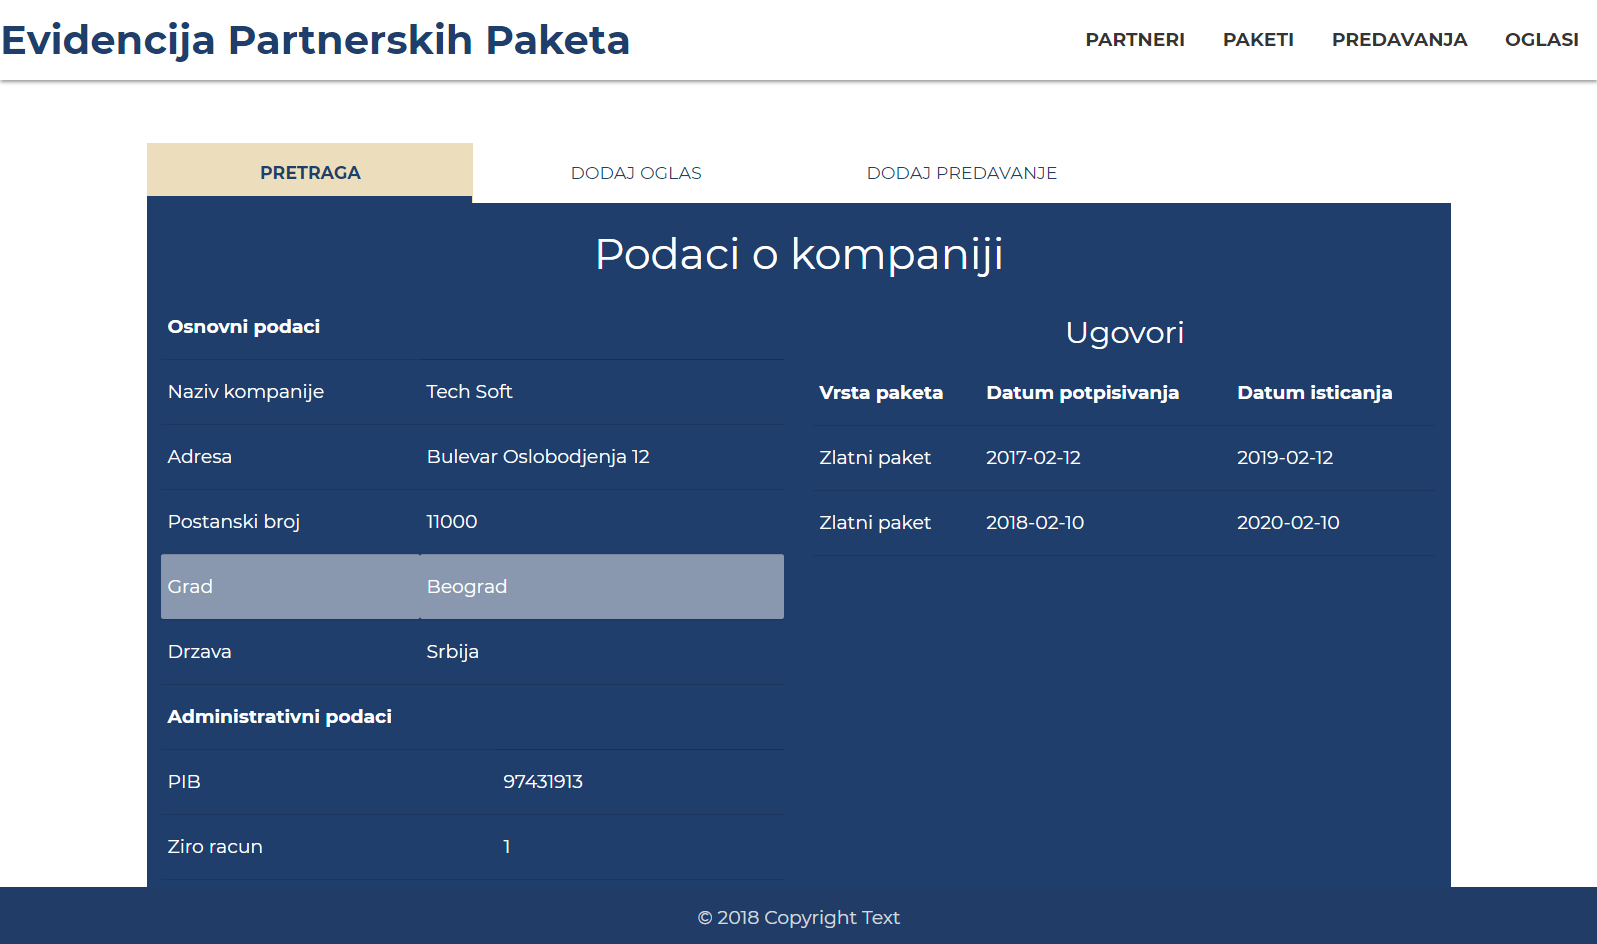 Evidencija Partnerskih Paketa
PARTNERI PAKETI PREDAVANJA OGLASI
PRETRAGA DODAJ OGLAS DODAJ PREDAVANJE
Podaci o kompaniji
Osnovni podaci
Naziv kompanije Tech Soft
Adresa Bulevar Oslobodjenja 12
Postanski broj 11000
Grad Beograd
Drzava Srbija
Administrativni podaci
PIB 97431913
Ziro racun 1
Ugovori
Vrsta paketa Datum potpisivanja Datum isticanja
Zlatni paket 2017-02-12 2019-02-12
Zlatni paket 2018-02-10 2020-02-10
© 2018 Copyright Text